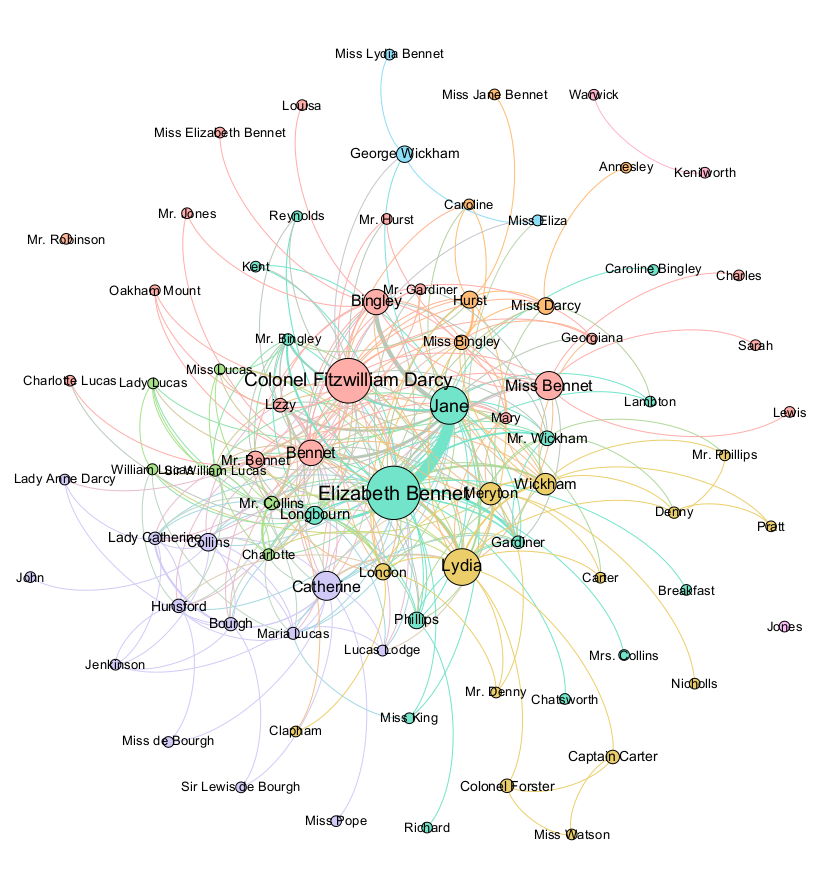 Miss Lydia Bennet
Miss Jane Bennet
Warwick
Louisa
Miss Elizabeth Bennet
George Wickham
Annesley
Kenilworth
Caroline
Mr. Jones
Reynolds
Mr. Hurst
Miss Eliza
Mr. Robinson
Kent
Caroline Bingley
Charles
Oakham Mount
Mr. Gardiner
Bingley
Hurst
Miss Darcy
Mr. Bingley
Miss Bingley
Georgiana
Sarah
Miss Lucas
Charlotte Lucas
Lady Lucas
Colonel Fitzwilliam Darcy
Miss Bennet
Lizzy
Jane
Lambton
Mary
Lewis
Mr. Wickham
Bennet
Mr. Bennet
Mr. Phillips
William Lucas
Sir William Lucas
Lady Anne Darcy
Wickham
Elizabeth Bennet
Meryton
Mr. Collins
Longbourn
Denny
Pratt
Lady Catherine
Collins
Gardiner
Charlotte
London
Lydia
John
Carter
Catherine
Breakfast
Hunsford
Bourgh
Phillips
Jones
Maria Lucas
Lucas Lodge
Mrs. Collins
Jenkinson
Nicholls
Mr. Denny
Chatsworth
Miss King
Clapham
Miss de Bourgh
Captain Carter
Sir Lewis de Bourgh
Colonel Forster
Miss Pope
Richard
Miss Watson